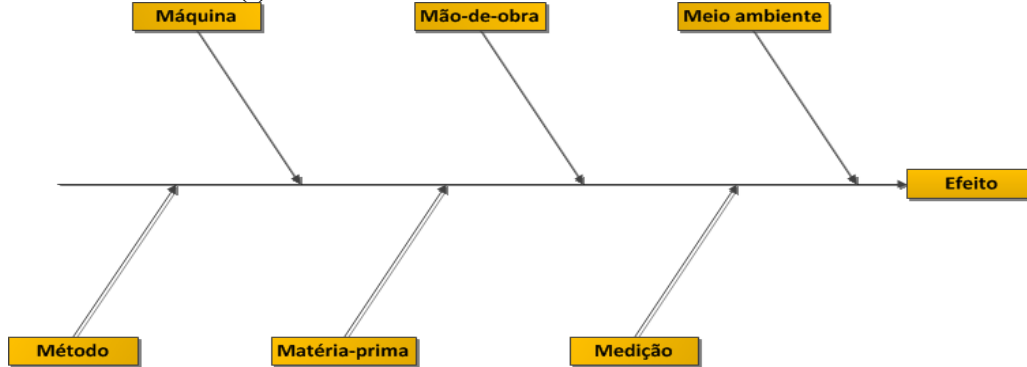 Máquina
Mão-de-obra
Meio ambiente
Efeito
Método
Matéria-prima
Medição